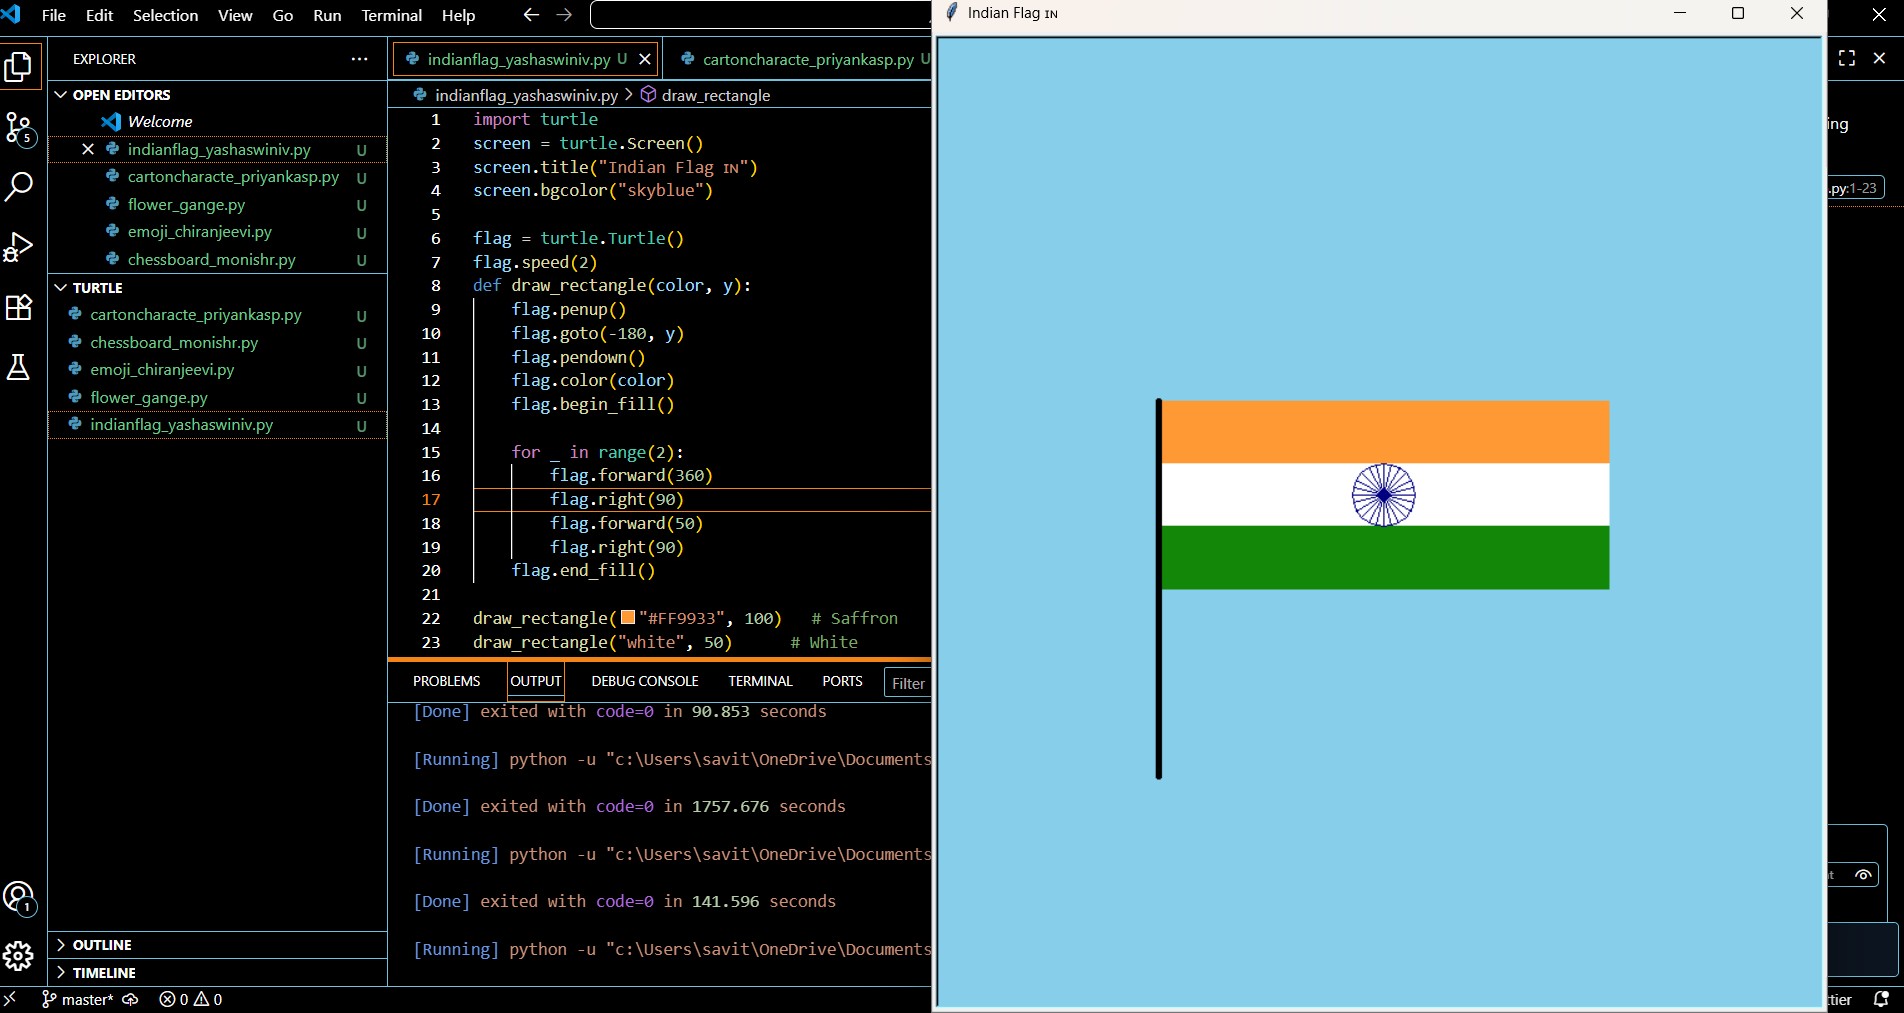 File Edit Selection View Go Run Terminal Help
EXPLORER
OPEN EDITORS
Welcome
indianflag_yashaswiniv.py U
cartoncharacte_priyankasp.py U
flower_gange.py U
emoji_chiranjeevi.py U
chessboard_monishr.py U
TURTLE
cartoncharacte_priyankasp.py U
chessboard_monishr.py U
emoji_chiranjeevi.py U
flower_gange.py U
indianflag_yashaswiniv.py U
OUTLINE
TIMELINE
5
1
indianflag_yashaswiniv.py U cartoncharacte_priyankasp.py U
indianflag_yashaswiniv.py > draw_rectangle
1 import turtle
2 screen = turtle.Screen()
3 screen.title("Indian Flag ɪɴ")
4 screen.bgcolor("skyblue")
5
6 flag = turtle.Turtle()
7 flag.speed(2)
8 def draw_rectangle(color, y):
9 flag.penup()
10 flag.goto(-180, y)
11 flag.pendown()
12 flag.color(color)
13 flag.begin_fill()
14
15 for _ in range(2):
16 flag.forward(360)
17 flag.right(90)
18 flag.forward(50)
19 flag.right(90)
20 flag.end_fill()
21
22 draw_rectangle("#FF9933", 100) # Saffron
23 draw_rectangle("white", 50) # White
PROBLEMS OUTPUT DEBUG CONSOLE TERMINAL PORTS Filter
[Done] exited with code=0 in 90.853 seconds
[Running] python -u "c:\Users\savit\OneDrive\Documents
[Done] exited with code=0 in 1757.676 seconds
[Running] python -u "c:\Users\savit\OneDrive\Documents
[Done] exited with code=0 in 141.596 seconds
[Running] python -u "c:\Users\savit\OneDrive\Documents
master* 0 0
Indian Flag ɪɴ
ing
.py:1-23